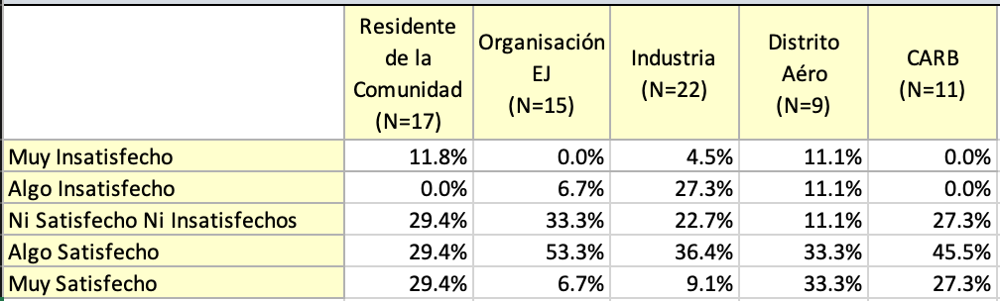 Residente de la Comunidad (N=17) Organisación EJ (N=15) Industria (N=22) Distrito Aéro (N=9) CARB (N=11)
Muy Insatisfecho 11.8% 0.0% 4.5% 11.1% 0.0%
Algo Insatisfecho 0.0% 6.7% 27.3% 11.1% 0.0%
Ni Satisfecho Ni Insatisfechos 29.4% 33.3% 22.7% 11.1% 27.3%
Algo Satisfecho 29.4% 53.3% 36.4% 33.3% 45.5%
Muy Satisfecho 29.4% 6.7% 9.1% 33.3% 27.3%